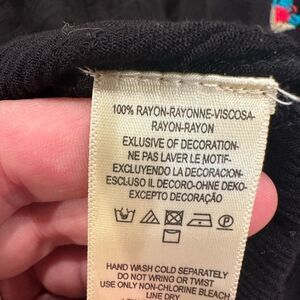 100% RAYON-RAYONNE-VISCOSA-
RAYON-RAYON
EXLUSIVE OF DECORATION-
NE PAS LAVER LE MOTIF-
EXCLUYENDO LA DECORACION-
ESCLUSO IL DECORO-OHNE DEKO-
EXCEPTO DECORAÇÃO
HAND WASH COLD SEPARATELY
DO NOT WRING OR TWIST
USE ONLY NON-CHLORINE BLEACH
LINE DRY